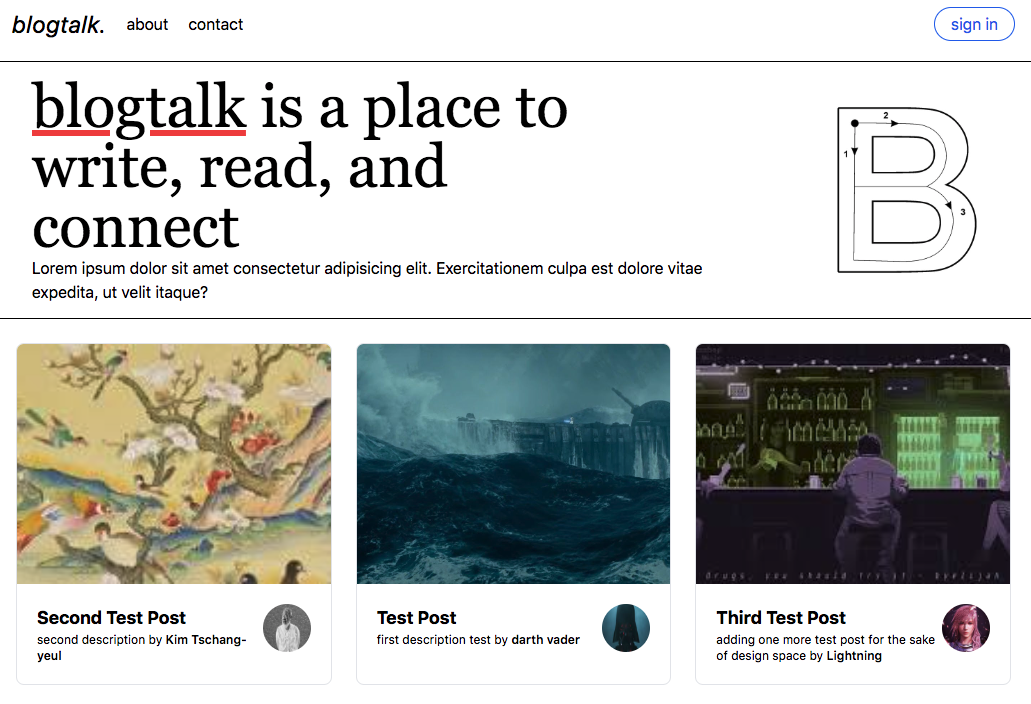 blogtalk. about contact sign in
blogtalk is a place to
write, read, and
connect
Lorem ipsum dolor sit amet consectetur adipisicing elit. Exercitationem culpa est dolore vitae
expedita, ut velit itaque?
2
1
3
drugs, you should try it - kvelijah
Second Test Post
second description by Kim Tschang-
yeul
Test Post
first description test by darth vader
Third Test Post
adding one more test post for the sake
of design space by Lightning